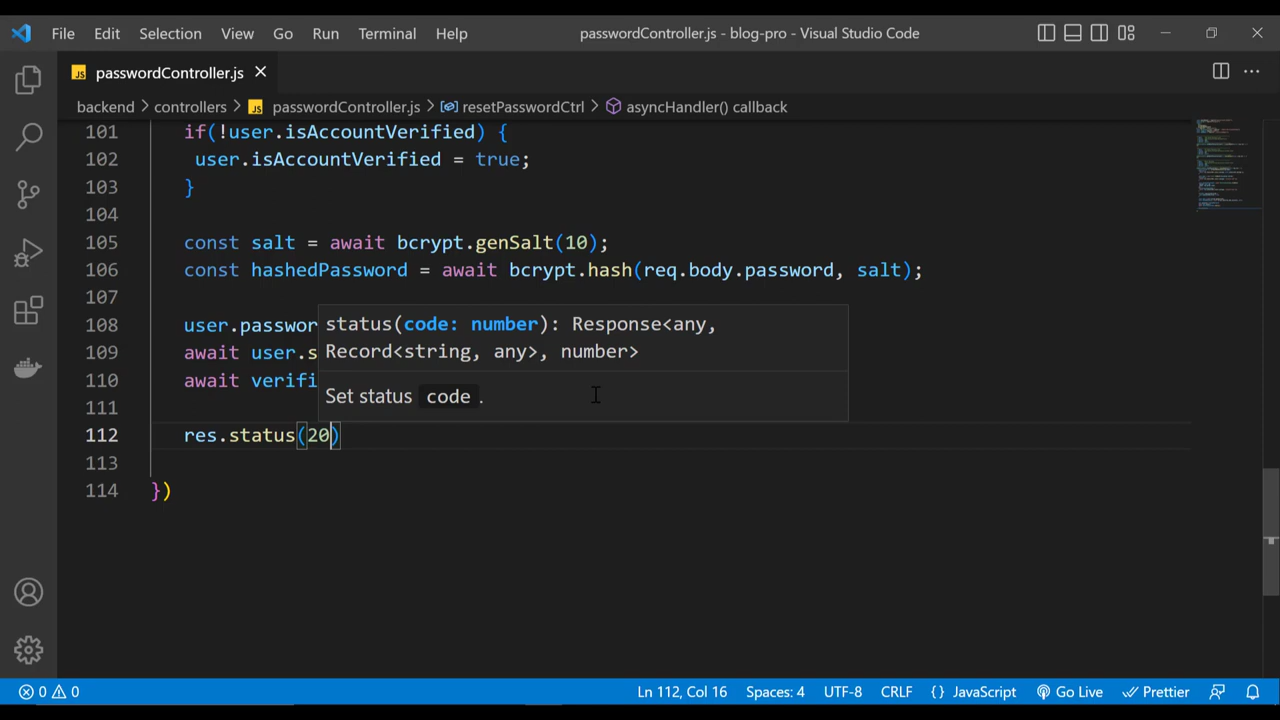 File Edit Selection View Go Run Terminal Help passwordController.js - blog-pro - Visual Studio Code
JS passwordController.js
backend > controllers > JS passwordController.js > resetPasswordCtrl > asyncHandler() callback
101 if(!user.isAccountVerified) {
102 user.isAccountVerified = true;
103 }
104
105 const salt = await bcrypt.genSalt(10);
106 const hashedPassword = await bcrypt.hash(req.body.password, salt);
107
108 user.passwor
status(code: number): Response<any,
109 await user.s
Record<string, any>, number>
110 await verifi
Set status code .
111
112 res.status(20)
113
114 })
0 0 Ln 112, Col 16 Spaces: 4 UTF-8 CRLF {} JavaScript Go Live Prettier